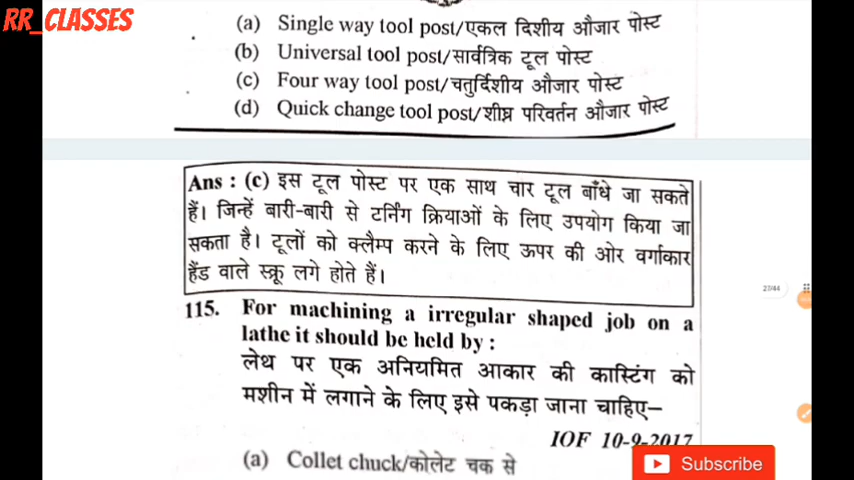 RR_CLASSES
(a) Single way tool post/एकल दिशीय औजार पोस्ट
(b) Universal tool post/सार्वत्रिक टूल पोस्ट
(c) Four way tool post/चतुर्दिशीय औजार पोस्ट
(d) Quick change tool post/शीघ्र परिवर्तन औजार पोस्ट
Ans : (c) इस टूल पोस्ट पर एक साथ चार टूल बाँधे जा सकते
हैं। जिन्हें बारी-बारी से टर्निंग क्रियाओं के लिए उपयोग किया जा
सकता है। टूलों को क्लैम्प करने के लिए ऊपर की ओर वर्गाकार
हैंड वाले स्क्रू लगे होते हैं।
27/44
115. For machining a irregular shaped job on a
lathe it should be held by :
लेथ पर एक अनियमित आकार की कास्टिंग को
मशीन में लगाने के लिए इसे पकड़ा जाना चाहिए–
IOF 10-9-2017
(a) Collet chuck/कोलेट चक से
Subscribe